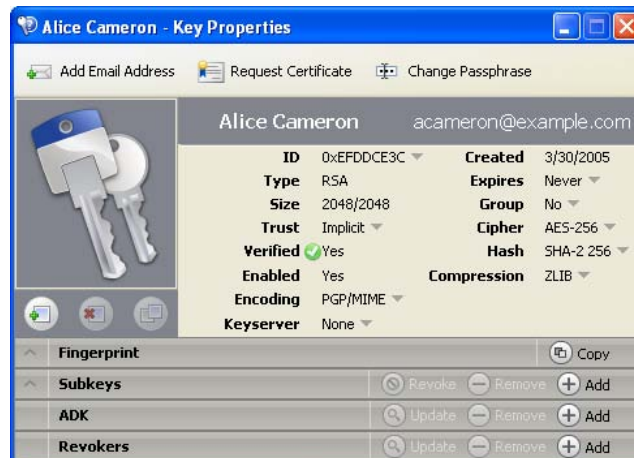 Alice Cameron - Key Properties
Add Email Address Request Certificate Change Passphrase
Alice Cameron acameron@example.com
ID 0xEFDDCE3C Created 3/30/2005
Type RSA Expires Never
Size 2048/2048 Group No
Trust Implicit Cipher AES-256
Verified Yes Hash SHA-2 256
Enabled Yes Compression ZLIB
Encoding PGP/MIME
Keyserver None
Fingerprint Copy
Subkeys Revoke Remove Add
ADK Update Remove Add
Revokers Update Remove Add